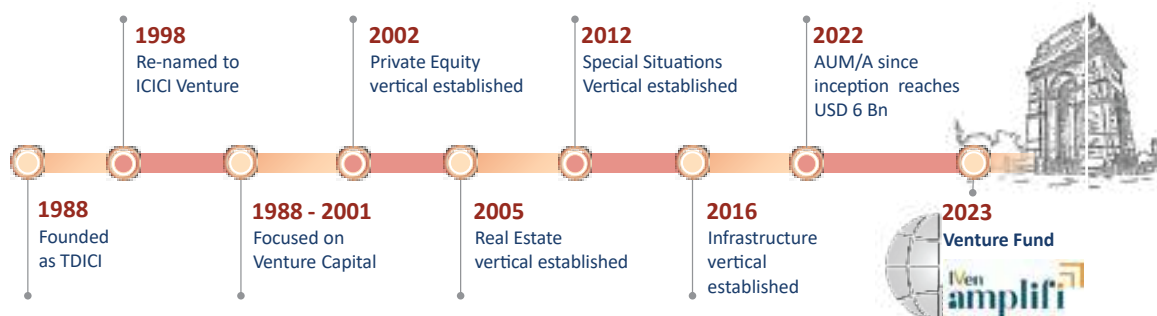 1998
Re-named to
ICICI Venture
2002
Private Equity
vertical established
2012
Special Situations
Vertical established
2022
AUM/A since
inception reaches
USD 6 Bn
1988
Founded
as TDICI
1988 - 2001
Focused on
Venture Capital
2005
Real Estate
vertical established
2016
Infrastructure
vertical
established
2023
Venture Fund
IVen
amplifi